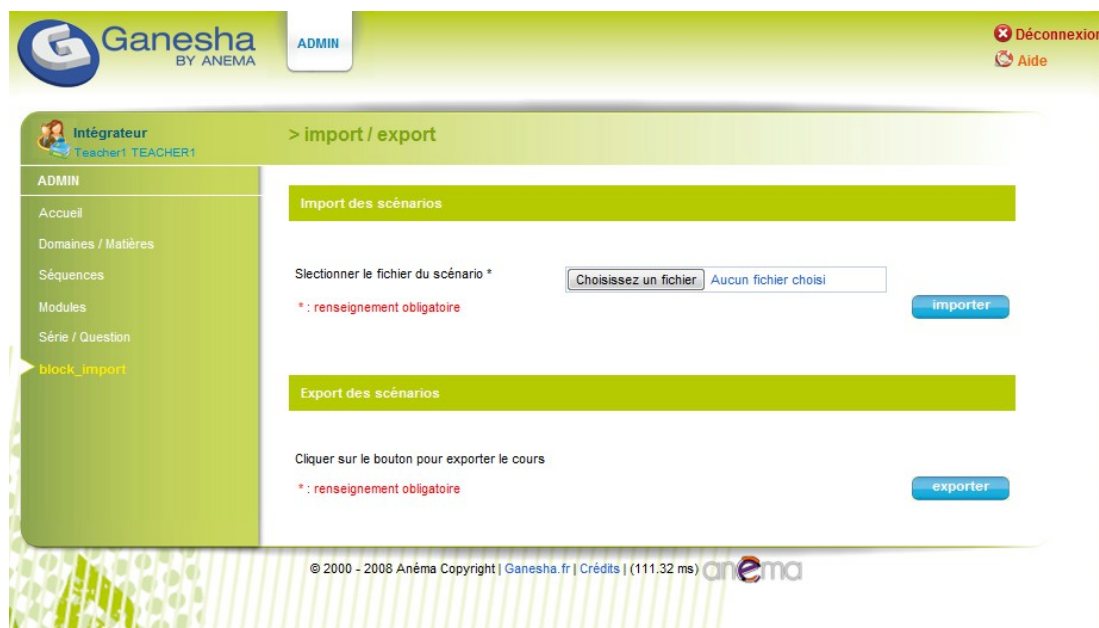 Ganesha
BY ANEMA
ADMIN
Déconnexion
Aide
Intégrateur
Teacher1 TEACHER1
> import / export
ADMIN
Accueil
Domaines / Matières
Séquences
Modules
Série / Question
block_import
Import des scénarios
Slectionner le fichier du scénario *
Choisissez un fichier Aucun fichier choisi
* : renseignement obligatoire
importer
Export des scénarios
Cliquer sur le bouton pour exporter le cours
* : renseignement obligatoire
exporter
© 2000 - 2008 Anéma Copyright | Ganesha.fr | Crédits | (111.32 ms) anema